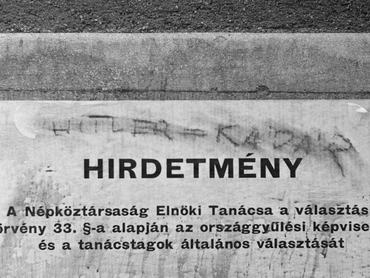 HITLER = KADAR
HIRDETMÉNY
A Népköztársaság Elnöki Tanácsa a választás
örvény 33. §-a alapján az országgyűlési képvise
és a tanácstagok általános választását